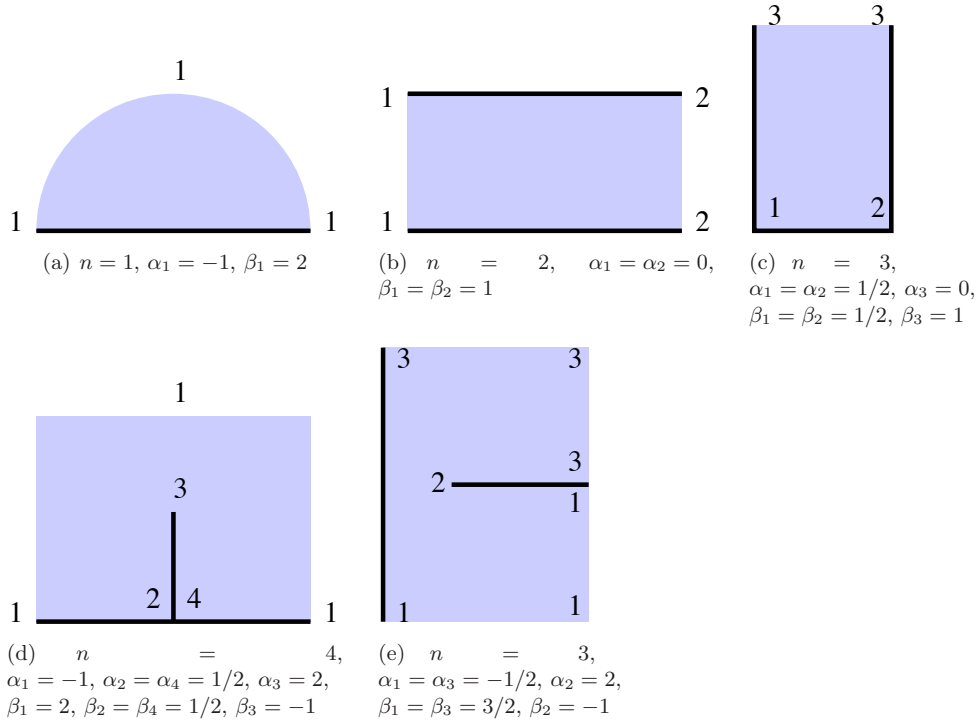 1
1 1
(a) n = 1, α₁ = −1, β₁ = 2
1 2
1 2
(b) n = 2, α₁ = α₂ = 0,
β₁ = β₂ = 1
3 3
1 2
(c) n = 3,
α₁ = α₂ = 1/2, α₃ = 0,
β₁ = β₂ = 1/2, β₃ = 1
1
3
2 4
1 1
(d) n = 4,
α₁ = −1, α₂ = α₄ = 1/2, α₃ = 2,
β₁ = 2, β₂ = β₄ = 1/2, β₃ = −1
3 3
3
2
1
1 1
(e) n = 3,
α₁ = α₃ = −1/2, α₂ = 2,
β₁ = β₃ = 3/2, β₂ = −1